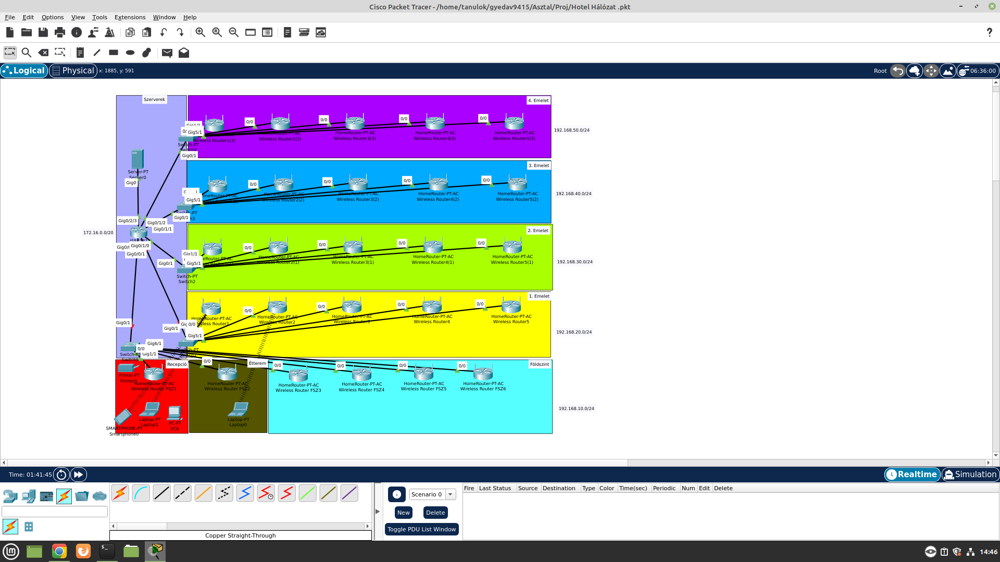 Cisco Packet Tracer - /home/tanulok/gyedav9415/Asztal/Proj/Hotel Hálózat .pkt
File Edit Options View Tools Extensions Window Help
Logical Physical x: 1885, y: 591
Root 06:36:00
Szerverek
4. Emelet
0/0
0/0
0/0
0/0
Gig5/1
HomeRouter-PT-AC
Wireless Router1(3)
HomeRouter-PT-AC
Wireless Router2(3)
HomeRouter-PT-AC
Wireless Router3(3)
HomeRouter-PT-AC
Wireless Router4(3)
HomeRouter-PT-AC
Wireless Router5(3)
192.168.50.0/24
Switch-PT
Switch4
Gig0/1
Server-PT
Server0
Gig0
3. Emelet
0/0
0/0
0/0
0/0
Gig5/1
HomeRouter-PT-AC
Wireless Router2(2)
HomeRouter-PT-AC
Wireless Router3(2)
HomeRouter-PT-AC
Wireless Router4(2)
HomeRouter-PT-AC
Wireless Router5(2)
192.168.40.0/24
Gig0/1
Gig0/2/3
Gig0/1/2
Gig0/1/1
172.16.0.0/20
Gig0/1/0
Gig0/0/1
2. Emelet
0/0
0/0
0/0
0/0
Gig1/1
Gig5/1
Gig0/1
HomeRouter-PT-AC
Wireless Router2(1)
HomeRouter-PT-AC
Wireless Router3(1)
HomeRouter-PT-AC
Wireless Router4(1)
HomeRouter-PT-AC
Wireless Router5(1)
192.168.30.0/24
Switch-PT
Switch2
1. Emelet
0/0
0/0
0/0
0/0
HomeRouter-PT-AC
Wireless Router1
HomeRouter-PT-AC
Wireless Router2
HomeRouter-PT-AC
Wireless Router3
HomeRouter-PT-AC
Wireless Router4
HomeRouter-PT-AC
Wireless Router5
192.168.20.0/24
Gig0/1
Gig0/1
0/0
Gig5/1
Gig6/1
0/0
Gig1/1
Switch-PT
Switch5
Recepció
0/0
Étterem
0/0
0/0
0/0
0/0
Földszint
Printer-PT
HomeRouter-PT-AC
Wireless Router FSZ1
HomeRouter-PT-AC
Wireless Router FSZ2
HomeRouter-PT-AC
Wireless Router FSZ3
HomeRouter-PT-AC
Wireless Router FSZ4
HomeRouter-PT-AC
Wireless Router FSZ5
HomeRouter-PT-AC
Wireless Router FSZ6
192.168.10.0/24
SMARTPHONE-PT
Smartphone0
Laptop-PT
Laptop1
PC-PT
PC0
Laptop-PT
Laptop0
Time: 01:41:45
Realtime Simulation
Scenario 0
New Delete
Toggle PDU List Window
Fire Last Status Source Destination Type Color Time(sec) Periodic Num Edit Delete
Copper Straight-Through
14:46